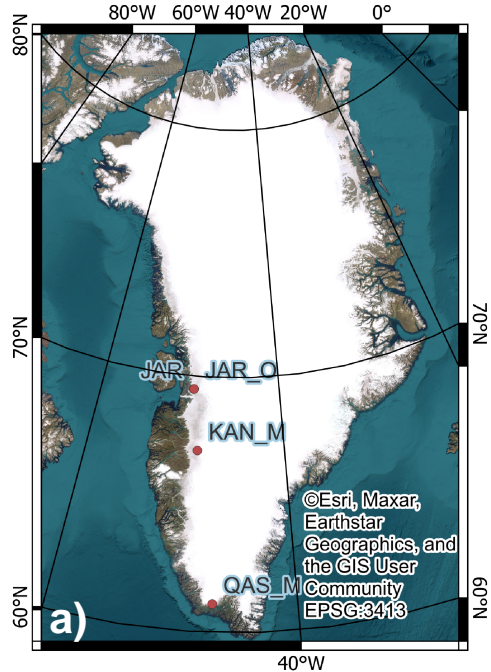 80°W 60°W 40°W 20°W 0°
80°N
70°N
70°N
JAR JAR_O
KAN_M
©Esri, Maxar,
Earthstar
Geographics, and
the GIS User
Community
EPSG:3413
QAS_M
60°N
60°N
a)
40°W